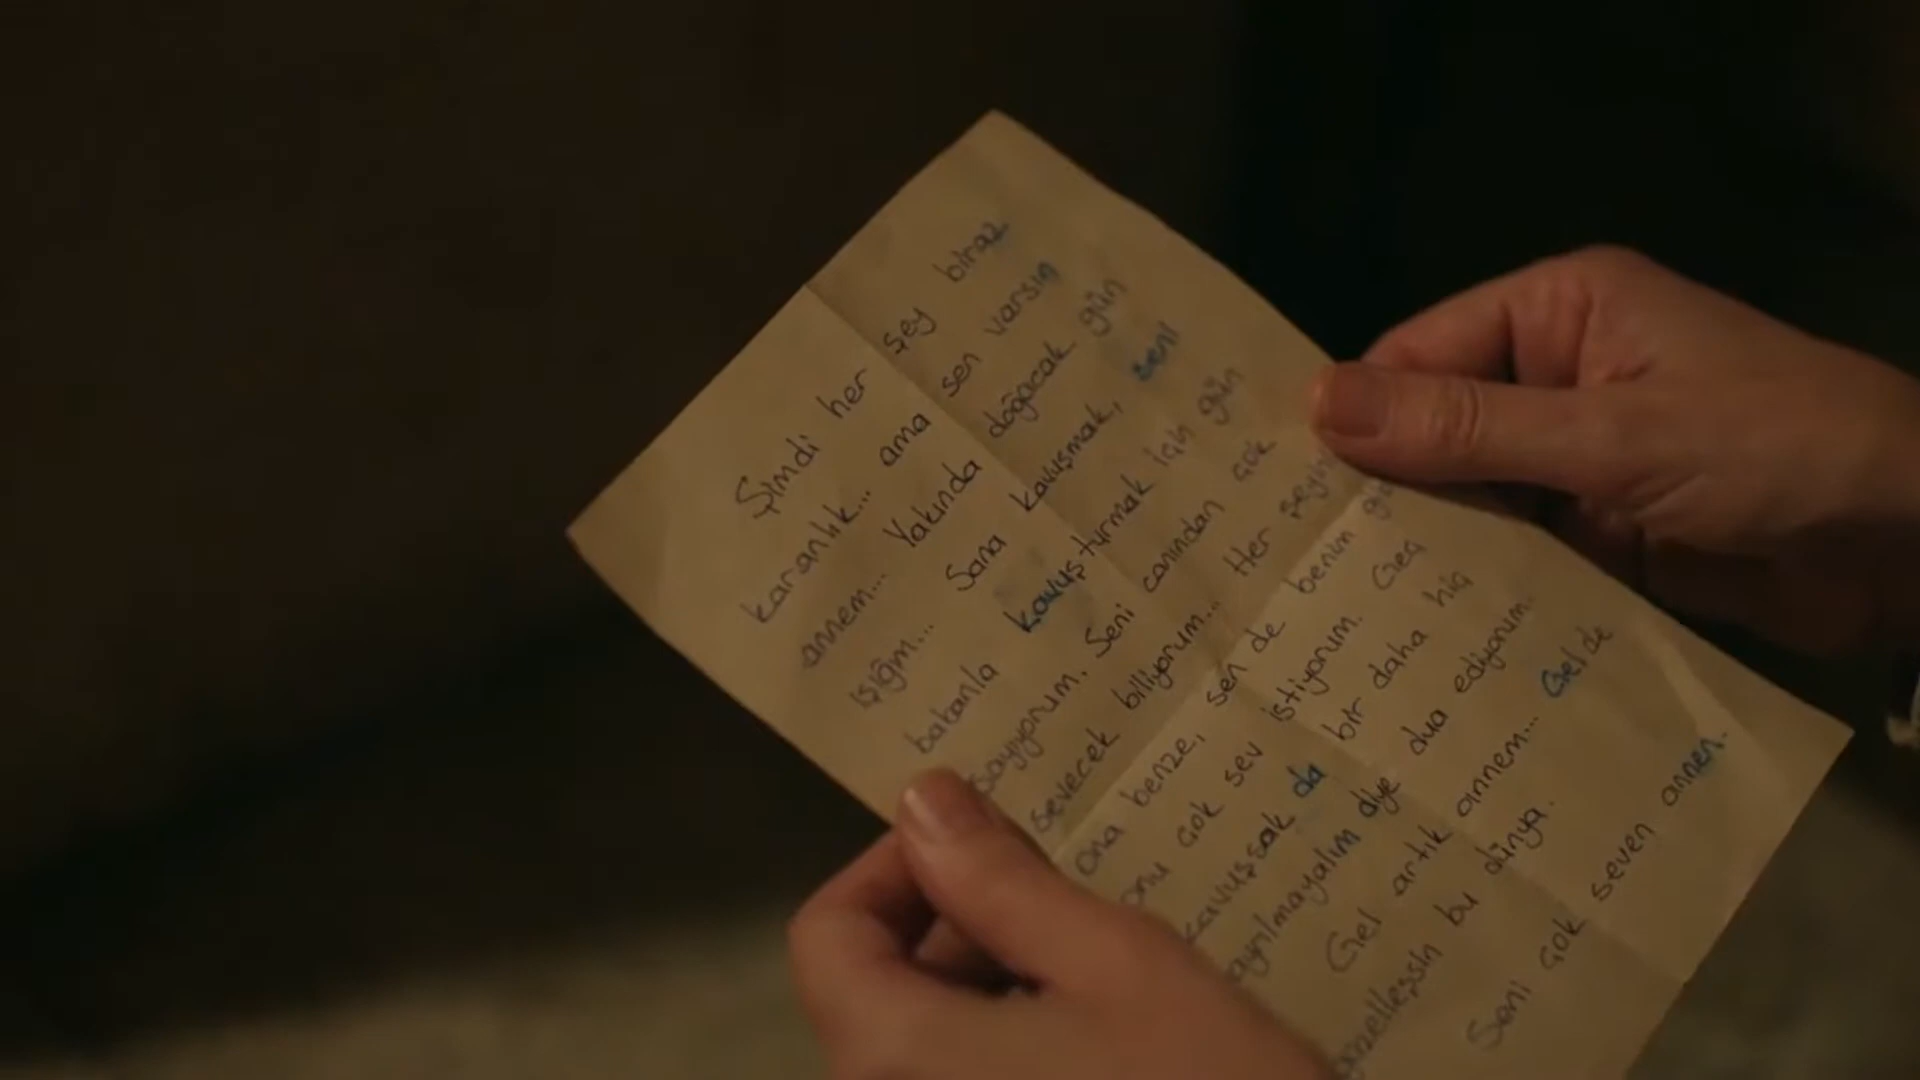 Şimdi her şey biraz
karanlık... ama sen varsın
annem... Yakında doğacak gün
ışığım... Sana kavuşmak, seni
babanla kavuşturmak için gün
sayıyorum. Seni canından çok
sevecek biliyorum... Her şeyin
Ona benze, sen de benim
onu çok sev istiyorum. Geç
kavuşsak da bir daha hiç
ayrılmayalım diye dua ediyorum.
Gel artık annem... Gel de
güzelleşsin bu dünya.
Seni çok seven annen.